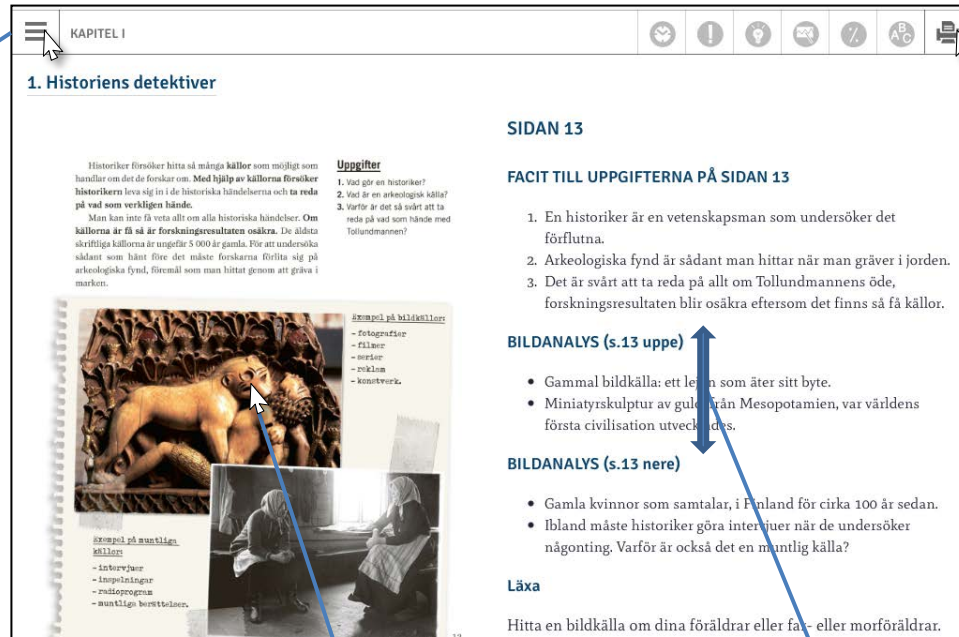 KAPITEL I
1. Historiens detektiver
Historiker försöker hitta så många källor som möjligt som
handlar om det de forskar om. Med hjälp av källorna försöker
historikern leva sig in i de historiska händelserna och ta reda
på vad som verkligen hände.
Man kan inte få veta allt om alla historiska händelser. Om
källorna är få så är forskningsresultaten osäkra. De äldsta
skriftliga källorna är ungefär 5 000 år gamla. För att undersöka
sådant som hänt före det måste forskarna förlita sig på
arkeologiska fynd, föremål som man hittat genom att gräva i
marken.
Uppgifter
1. Vad gör en historiker?
2. Vad är en arkeologisk källa?
3. Varför är det så svårt att ta
reda på vad som hände med
Tollundmannen?
Exempel på bildkällor:
- fotografier
- filmer
- serier
- reklam
- konstverk.
Exempel på muntliga
källor:
- intervjuer
- inspelningar
- radioprogram
- muntliga berättelser.
SIDAN 13
FACIT TILL UPPGIFTERNA PÅ SIDAN 13
1. En historiker är en vetenskapsman som undersöker det
förflutna.
2. Arkeologiska fynd är sådant man hittar när man gräver i jorden.
3. Det är svårt att ta reda på allt om Tollundmannens öde,
forskningsresultaten blir osäkra eftersom det finns så få källor.
BILDANALYS (s.13 uppe)
• Gammal bildkälla: ett lejon som äter sitt byte.
• Miniatyrskulptur av guld från Mesopotamien, var världens
första civilisation utvecklades.
BILDANALYS (s.13 nere)
• Gamla kvinnor som samtalar, i Finland för cirka 100 år sedan.
• Ibland måste historiker göra intervjuer när de undersöker
någonting. Varför är också det en muntlig källa?
Läxa
Hitta en bildkälla om dina föräldrar eller far- eller morföräldrar.